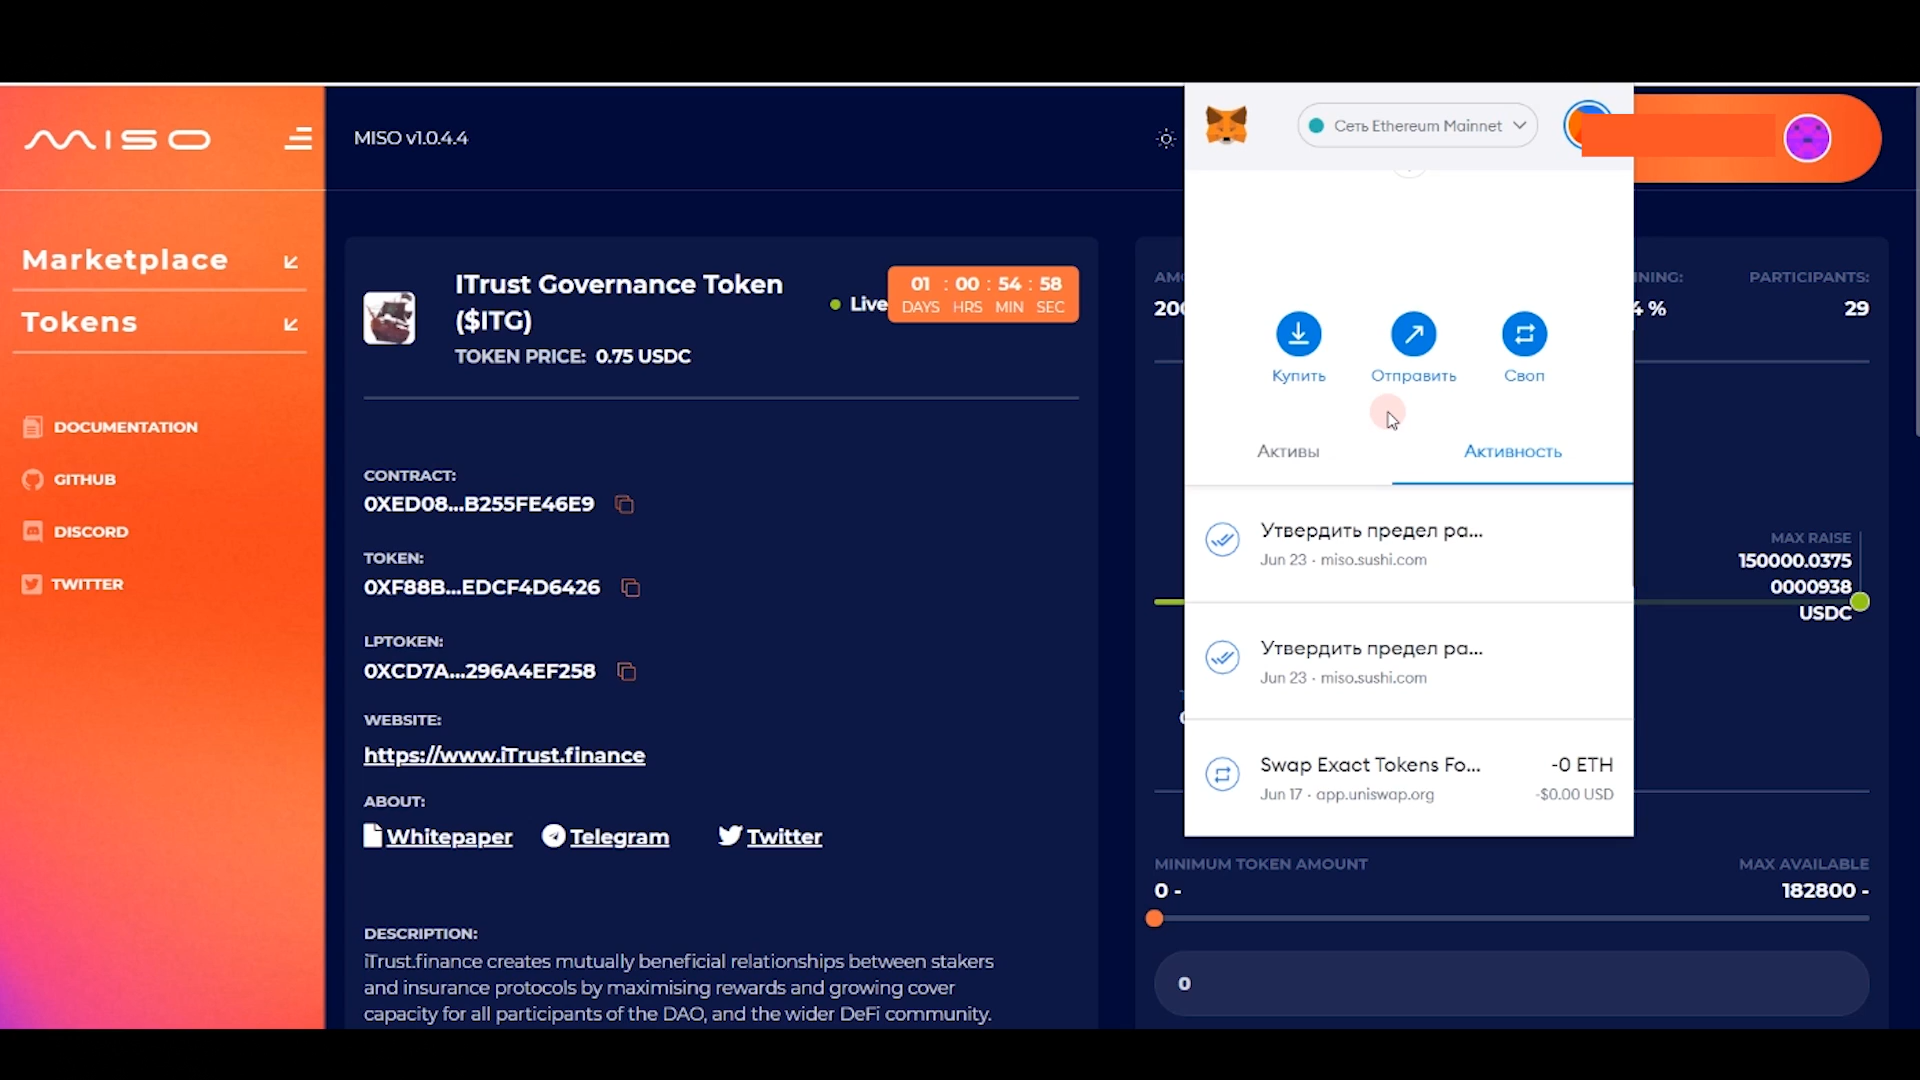 MISO
MISO v1.0.4.4
Marketplace
Tokens
DOCUMENTATION
GITHUB
DISCORD
TWITTER
ITrust Governance Token
($ITG)
TOKEN PRICE: 0.75 USDC
Live
01 : 00 : 54 : 58
DAYS HRS MIN SEC
CONTRACT:
0XED08...B255FE46E9
TOKEN:
0XF88B...EDCF4D6426
LPTOKEN:
0XCD7A...296A4EF258
WEBSITE:
https://www.iTrust.finance
ABOUT:
Whitepaper Telegram Twitter
DESCRIPTION:
iTrust.finance creates mutually beneficial relationships between stakers
and insurance protocols by maximising rewards and growing cover
capacity for all participants of the DAO, and the wider DeFi community.
Сеть Ethereum Mainnet
Купить Отправить Своп
Активы Активность
Утвердить предел ра...
Jun 23 · miso.sushi.com
Утвердить предел ра...
Jun 23 · miso.sushi.com
Swap Exact Tokens Fo... -0 ETH
Jun 17 · app.uniswap.org -$0.00 USD
PARTICIPANTS:
4 % 29
MAX RAISE
150000.0375
0000938
USDC
MINIMUM TOKEN AMOUNT MAX AVAILABLE
0 - 182800 -
0